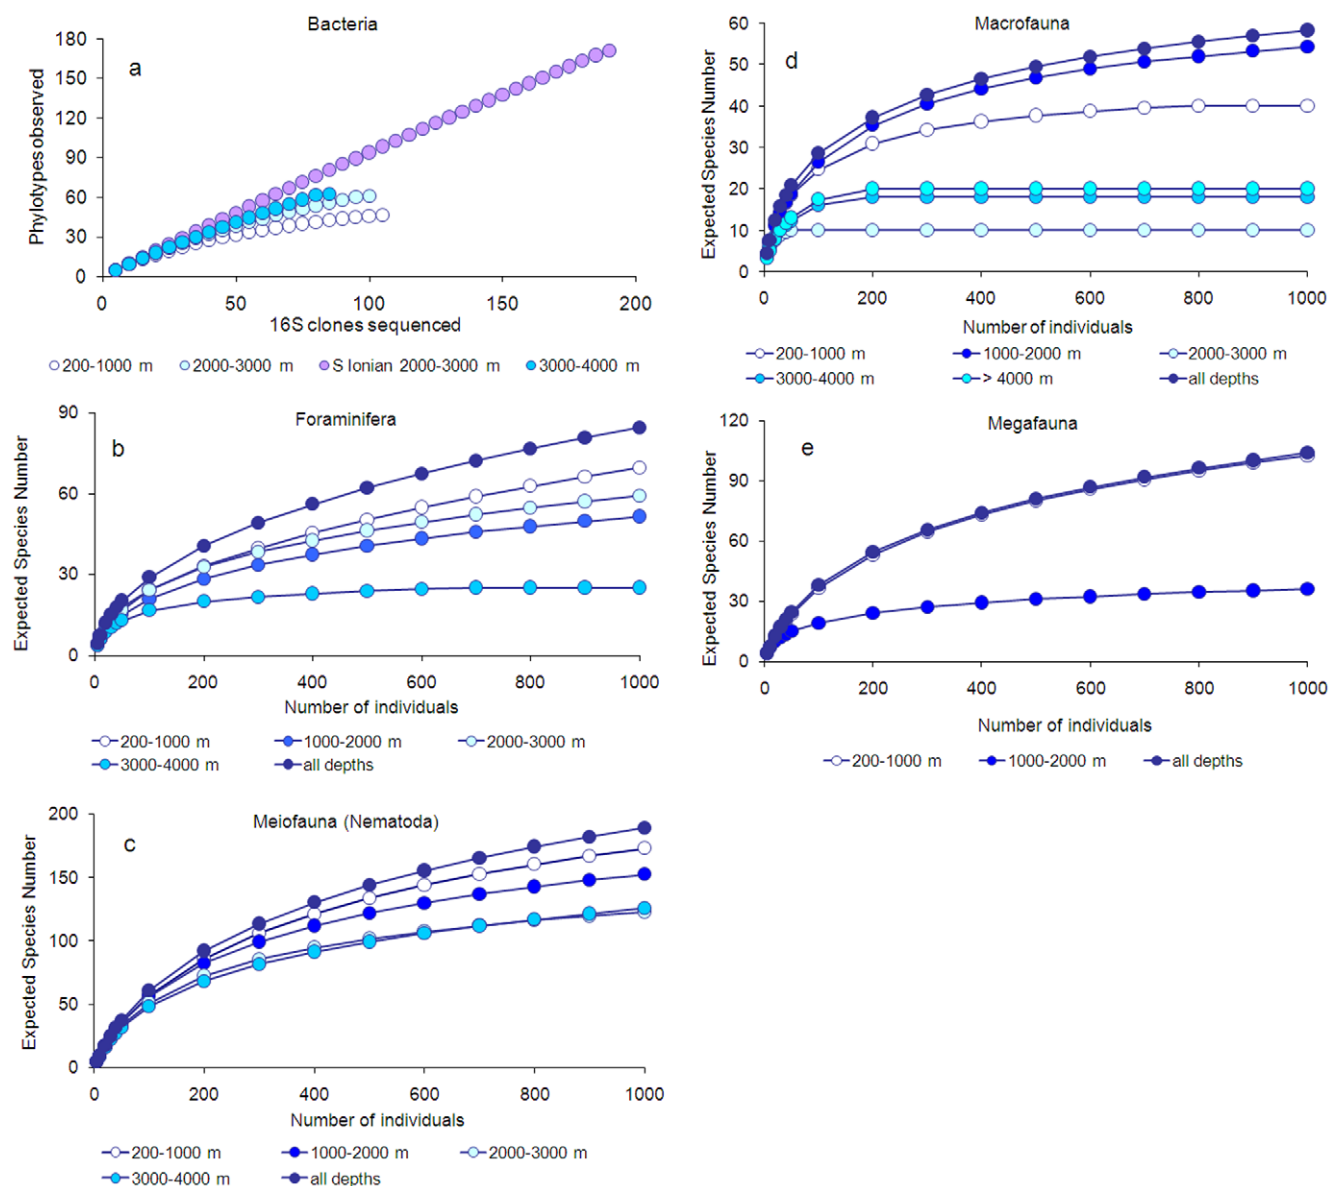 Bacteria
a
180
150
120
90
60
30
0
Phylotypes observed
0 50 100 150 200
16S clones sequenced
200-1000 m 2000-3000 m S Ionian 2000-3000 m 3000-4000 m
Macrofauna
d
60
50
40
30
20
10
0
Expected Species Number
0 200 400 600 800 1000
Number of individuals
200-1000 m 1000-2000 m 2000-3000 m
3000-4000 m > 4000 m all depths
Foraminifera
b
90
60
30
0
Expected Species Number
0 200 400 600 800 1000
Number of individuals
200-1000 m 1000-2000 m 2000-3000 m
3000-4000 m all depths
Megafauna
e
120
90
60
30
0
Expected Species Number
0 200 400 600 800 1000
Number of individuals
200-1000 m 1000-2000 m all depths
Meiofauna (Nematoda)
c
200
150
100
50
0
Expected Species Number
0 200 400 600 800 1000
Number of individuals
200-1000 m 1000-2000 m 2000-3000 m
3000-4000 m all depths